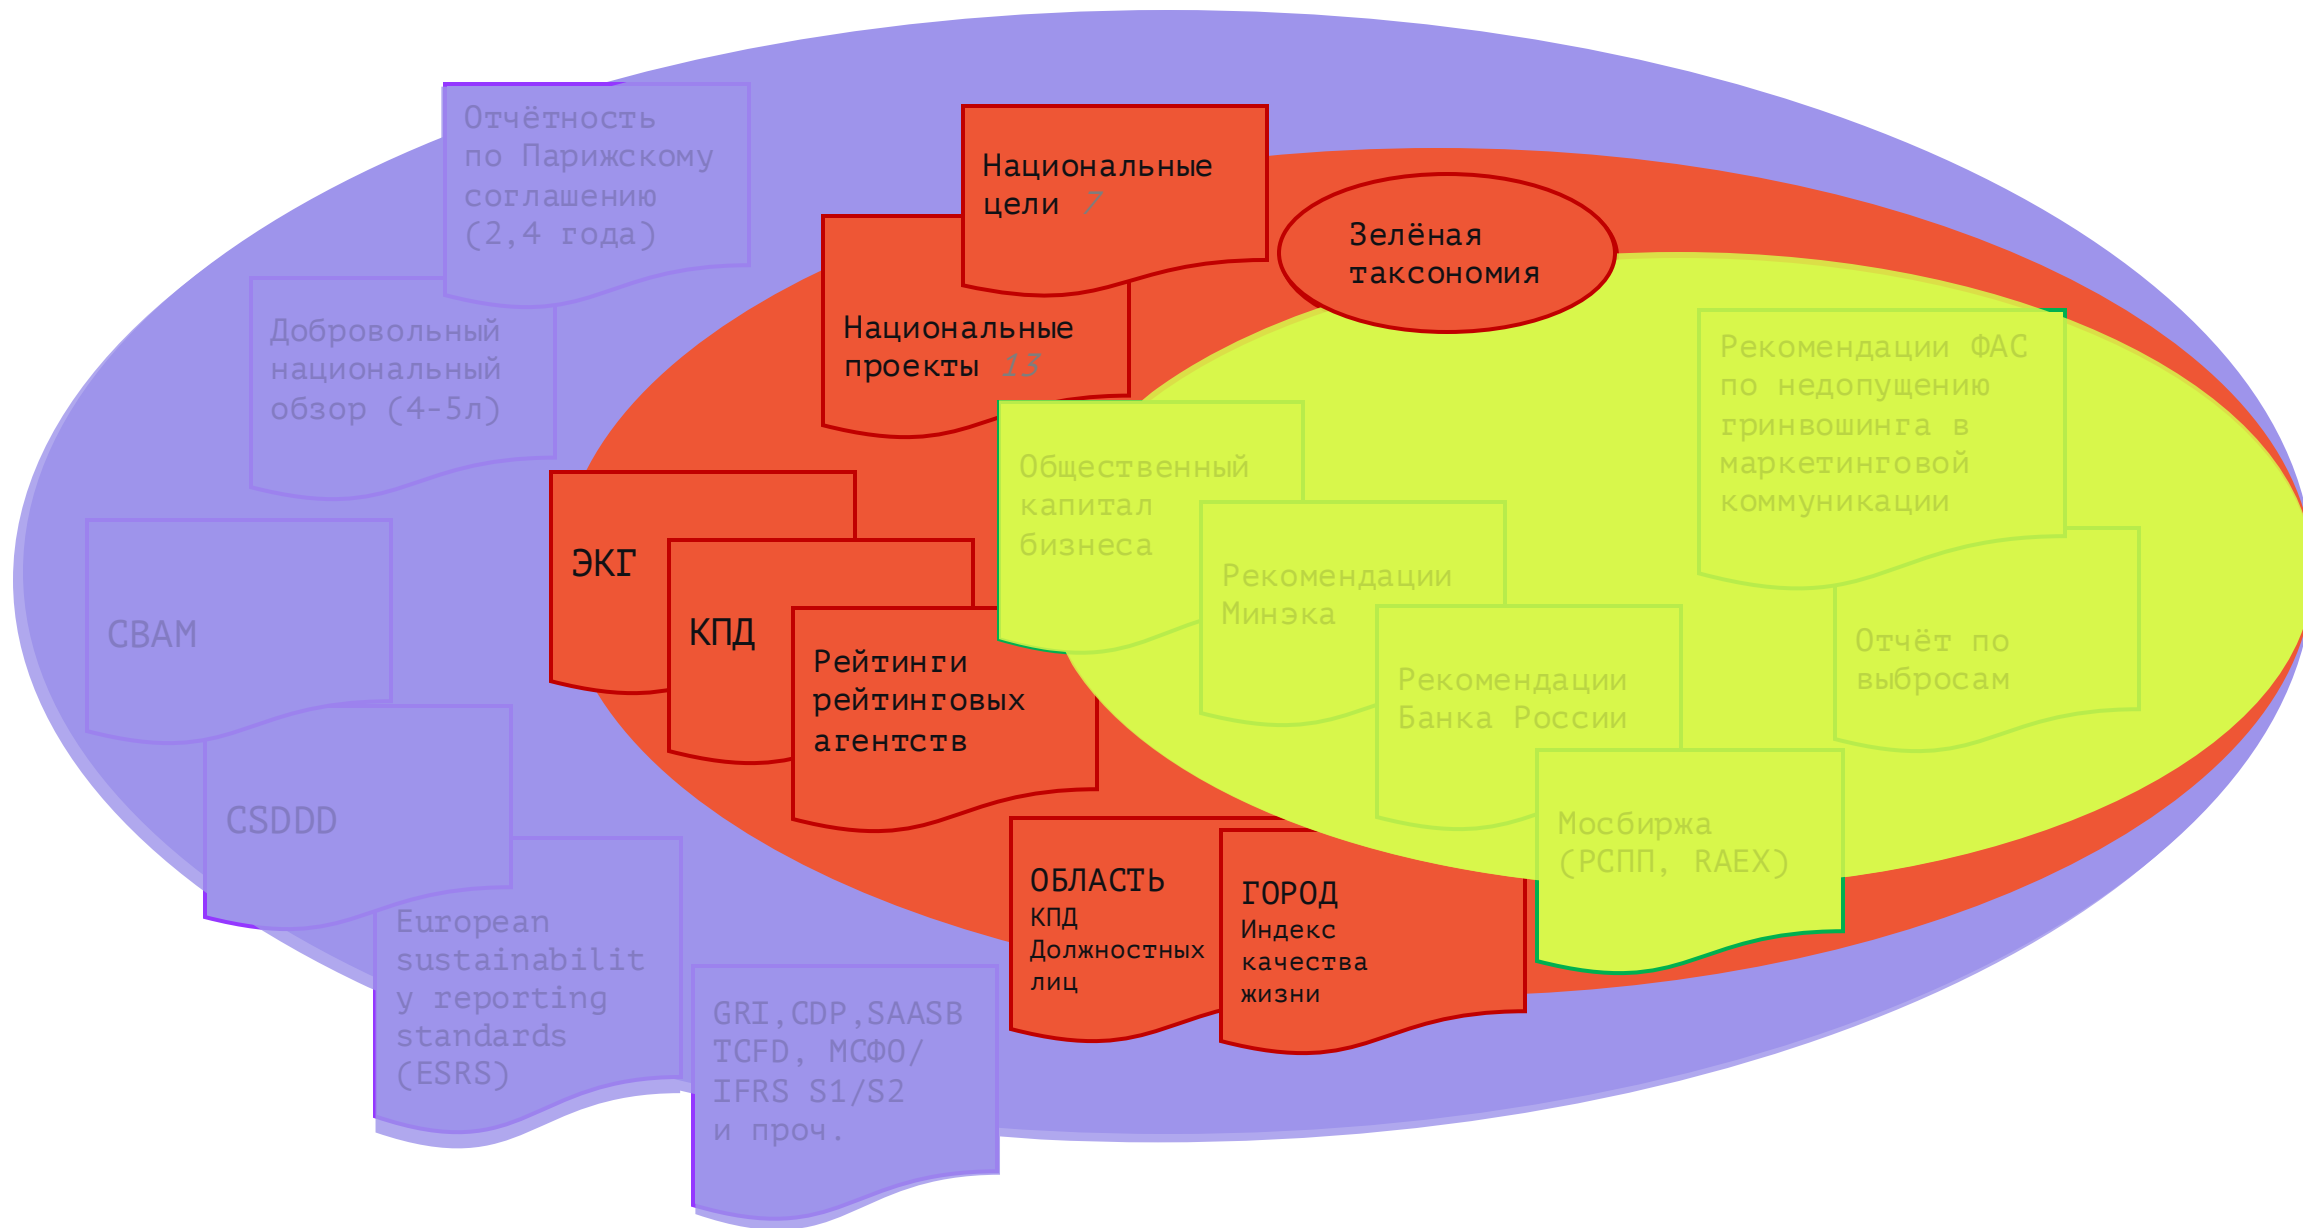 Отчётность
по Парижскому
соглашению
(2,4 года)
Добровольный
национальный
обзор (4-5л)
CBAM
CSDDD
European
sustainabilit
y reporting
standards
(ESRS)
GRI,CDP,SAASB
TCFD, МСФО/
IFRS S1/S2
и проч.
Национальные
цели 7
Национальные
проекты 13
Зелёная
таксономия
ЭКГ
КПД
Рейтинги
рейтинговых
агентств
ОБЛАСТЬ
КПД
Должностных
лиц
ГОРОД
Индекс
качества
жизни
Общественный
капитал
бизнеса
Рекомендации
Минэка
Рекомендации
Банка России
Мосбиржа
(РСПП, RAEX)
Рекомендации ФАС
по недопущению
гринвошинга в
маркетинговой
коммуникации
Отчёт по
выбросам